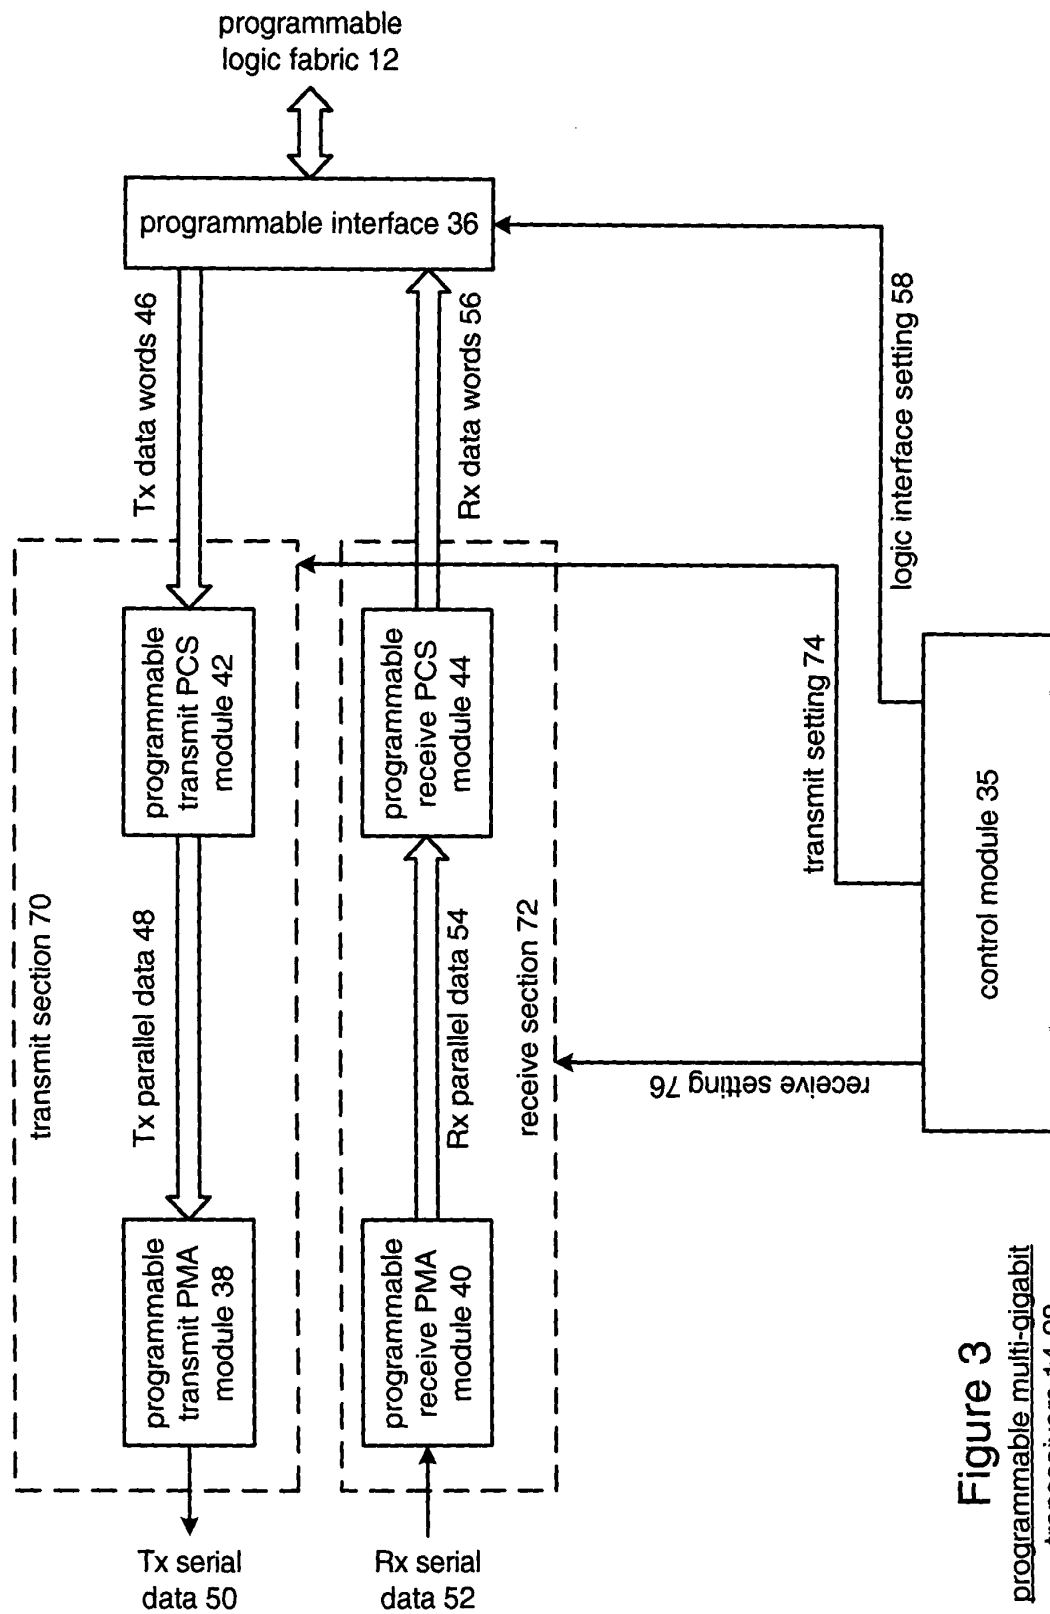 programmable
logic fabric 12
programmable interface 36
Tx data words 46
Rx data words 56
logic interface setting 58
programmable
transmit PCS
module 42
programmable
receive PCS
module 44
transmit setting 74
transmit section 70
Tx parallel data 48
Rx parallel data 54
receive section 72
receive setting 76
control module 35
programmable
transmit PMA
module 38
programmable
receive PMA
module 40
Tx serial
data 50
Rx serial
data 52
Figure 3
programmable multi-gigabit